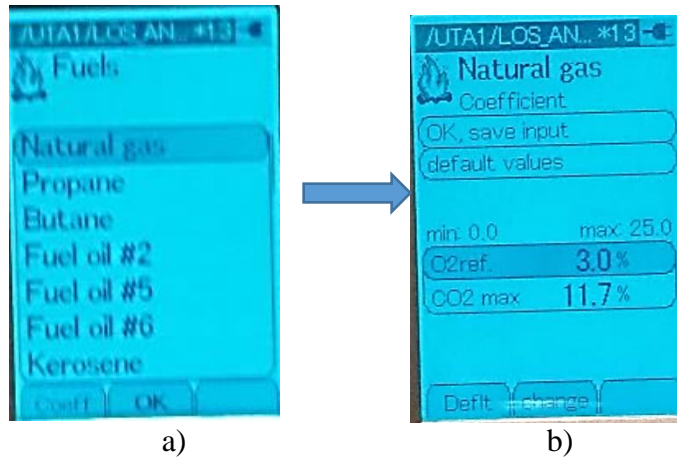 /UTA1/LOS_AN... *13
Fuels
Natural gas
Propane
Butane
Fuel oil #2
Fuel oil #5
Fuel oil #6
Kerosene
Coeff OK
a)
/UTA1/LOS_AN... *13
Natural gas
Coefficient
OK, save input
default values
min: 0.0 max: 25.0
O2ref. 3.0 %
CO2 max 11.7 %
Deflt change
b)